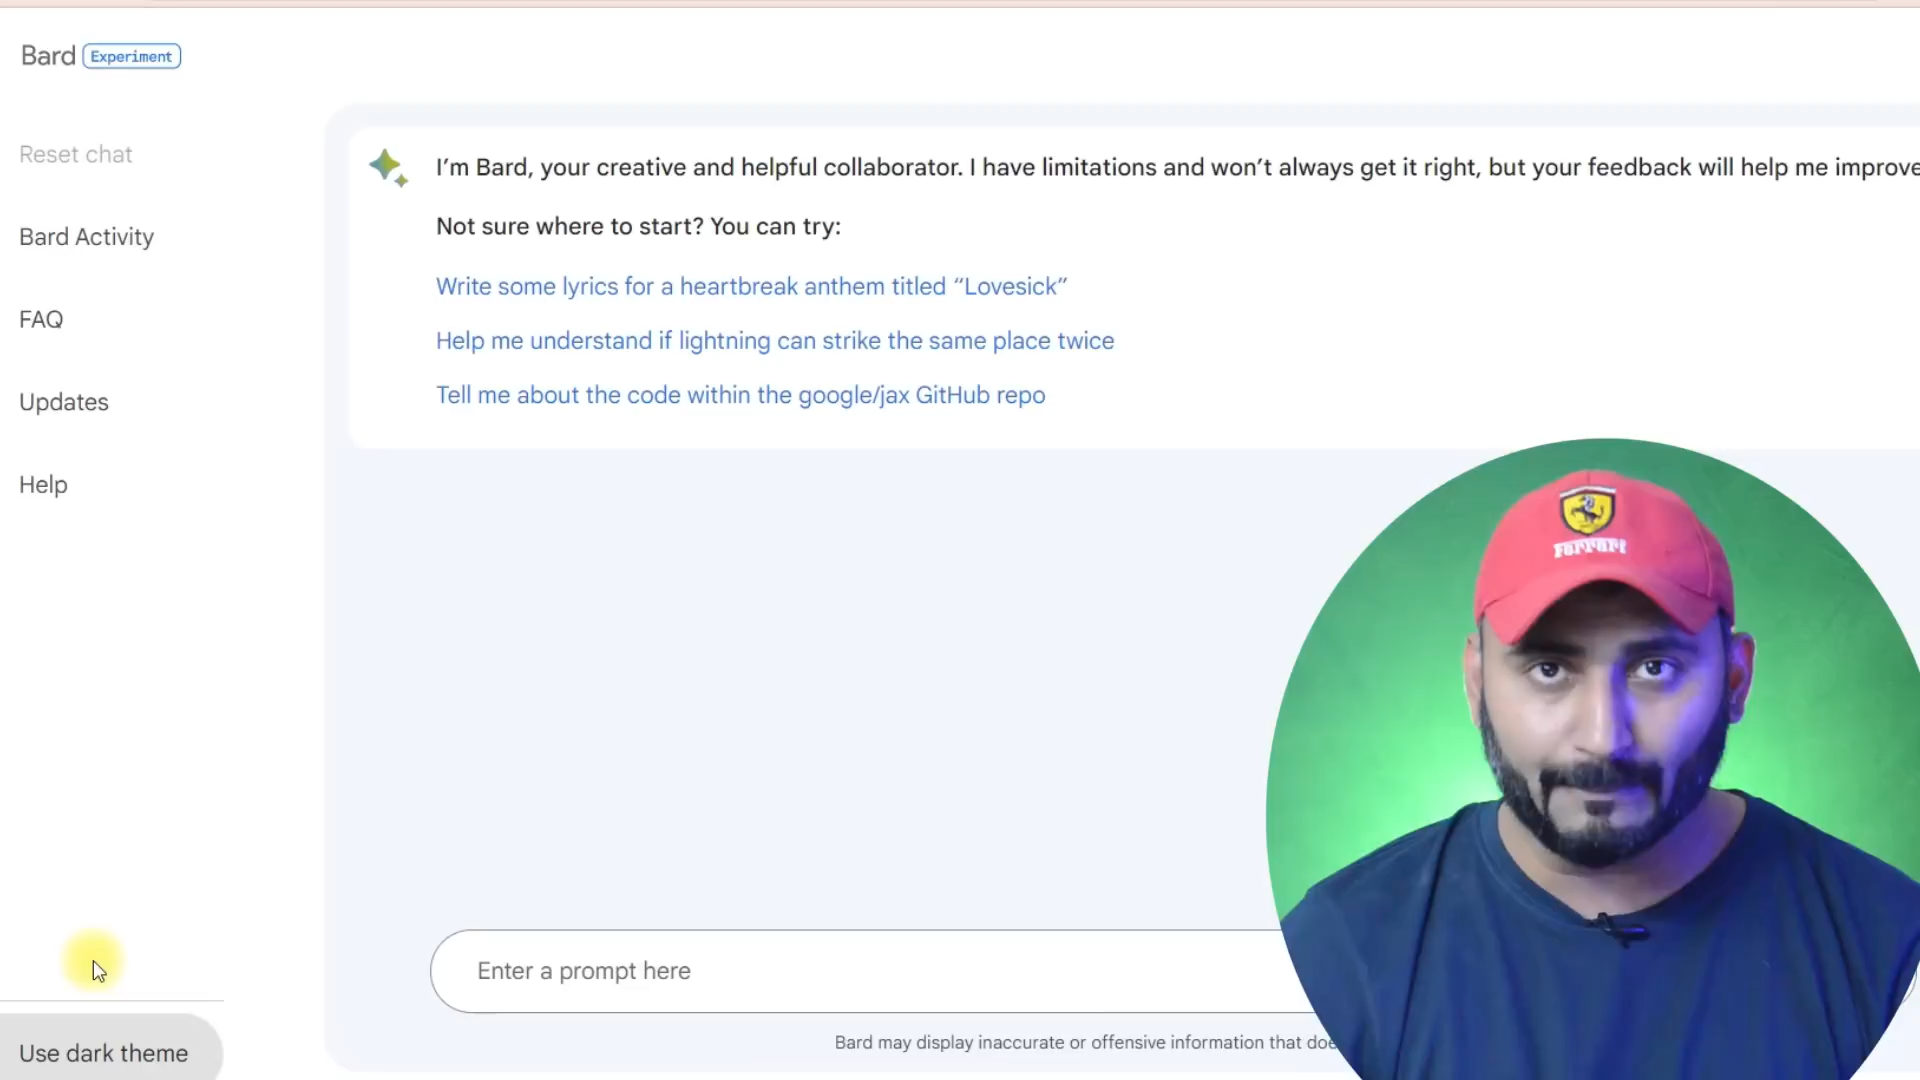 Bard Experiment
Reset chat
Bard Activity
FAQ
Updates
Help
Use dark theme
I’m Bard, your creative and helpful collaborator. I have limitations and won’t always get it right, but your feedback will help me improve
Not sure where to start? You can try:
Write some lyrics for a heartbreak anthem titled “Lovesick”
Help me understand if lightning can strike the same place twice
Tell me about the code within the google/jax GitHub repo
Ferrari
Enter a prompt here
Bard may display inaccurate or offensive information that doe